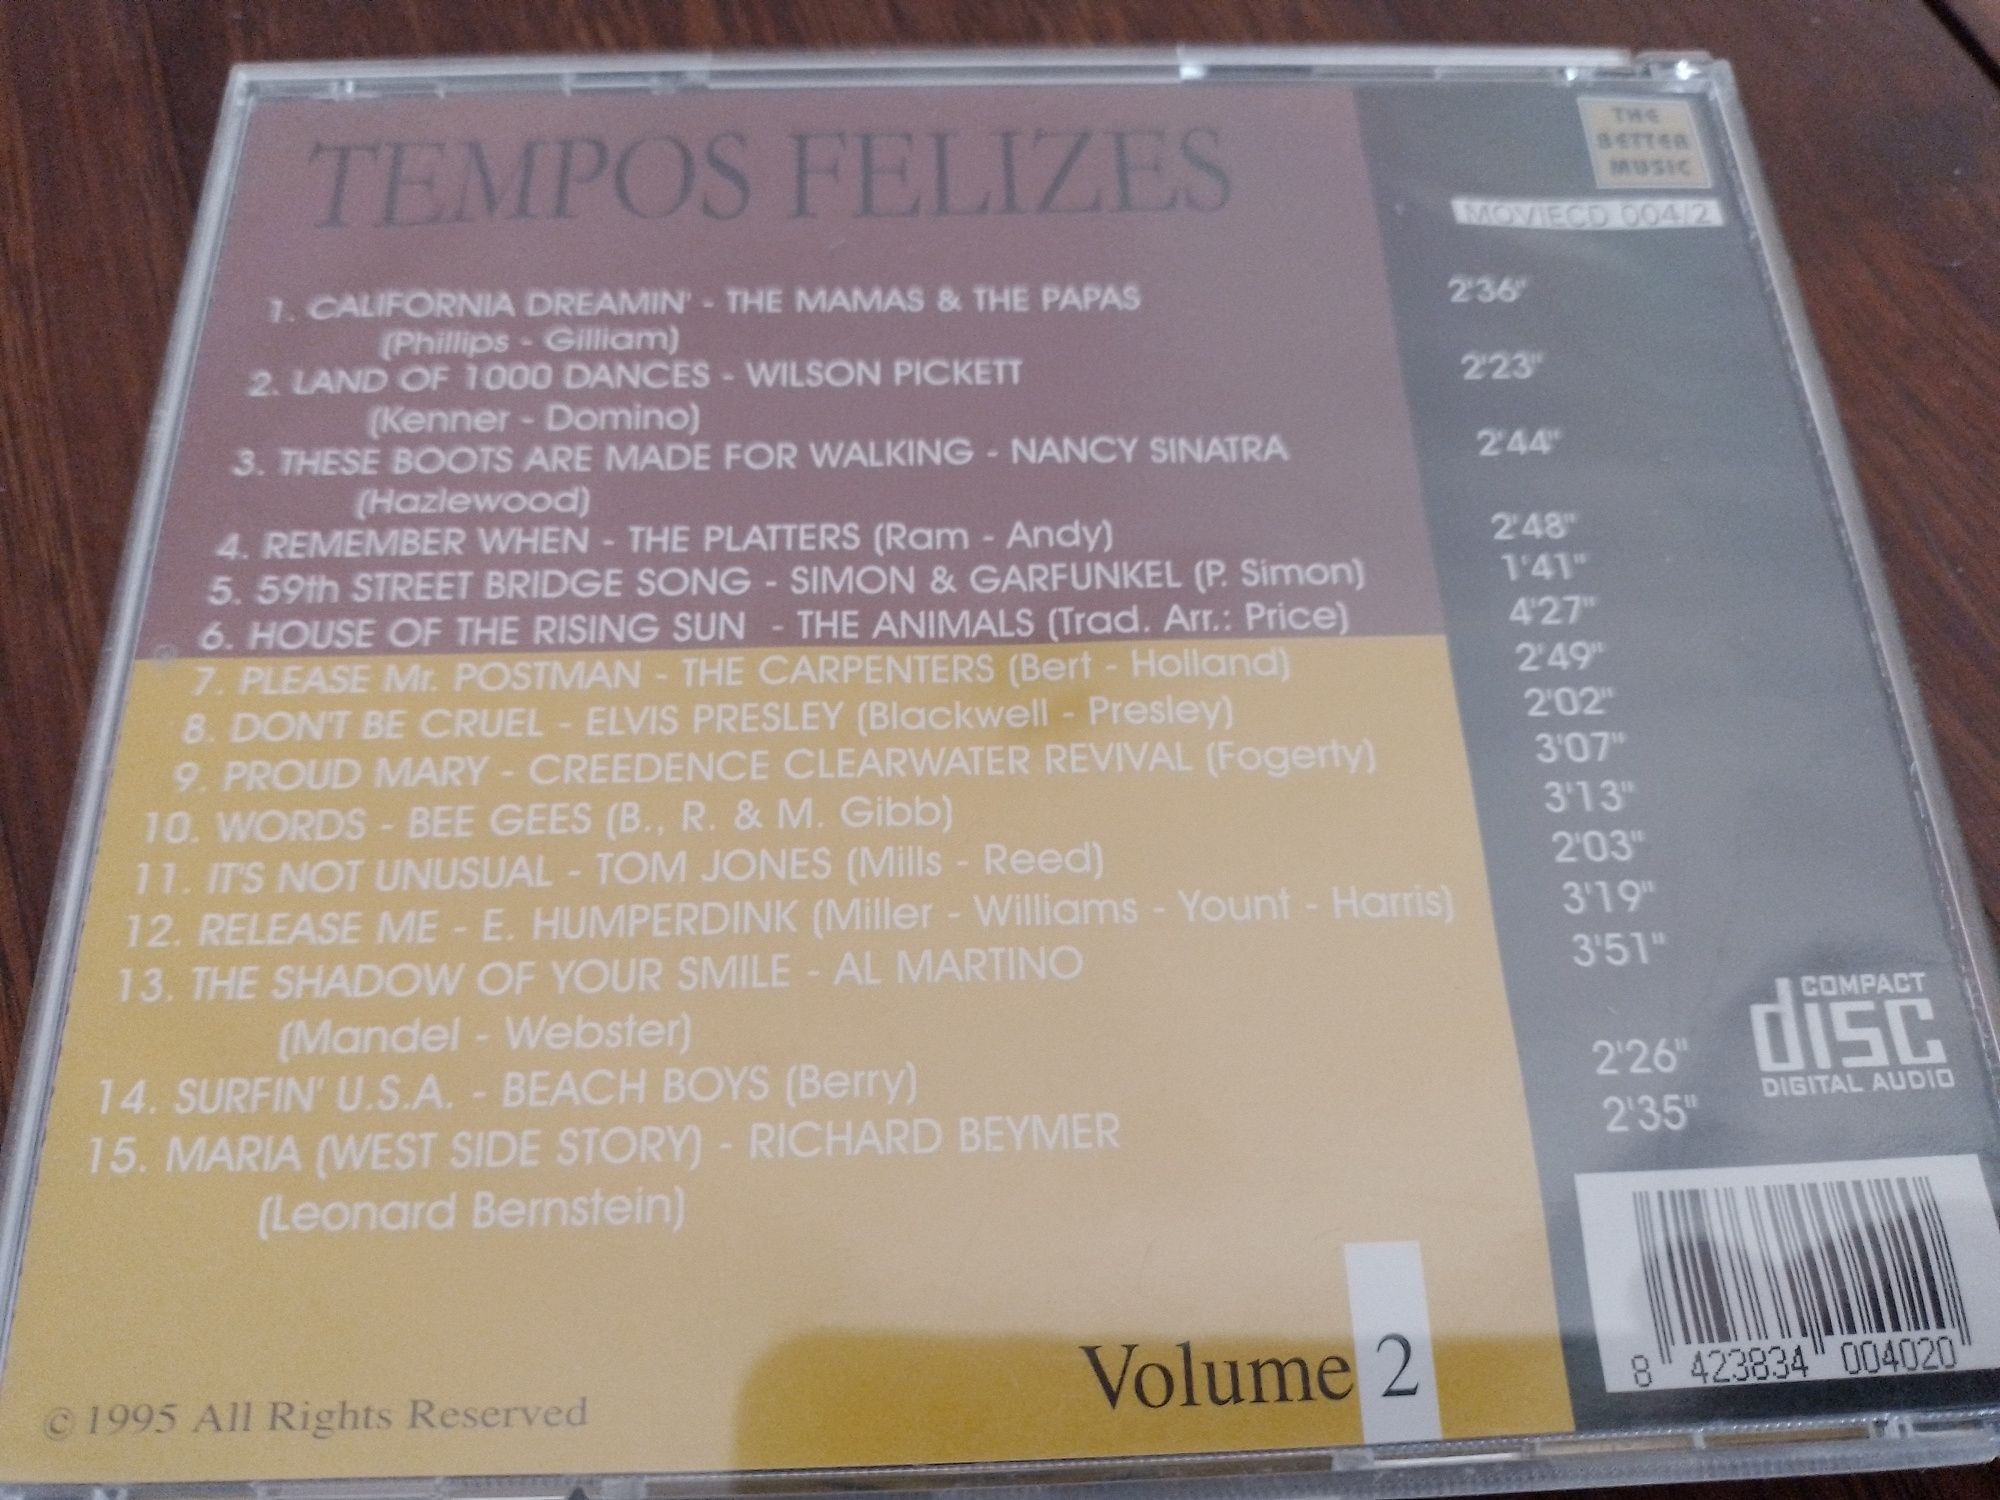 THE
BETTER
MUSIC
TEMPOS FELIZES
MOVIECD 004/2
1. CALIFORNIA DREAMIN' - THE MAMAS & THE PAPAS 2'36"
(Phillips - Gilliam)
2. LAND OF 1000 DANCES - WILSON PICKETT 2'23"
(Kenner - Domino)
3. THESE BOOTS ARE MADE FOR WALKING - NANCY SINATRA 2'44"
(Hazlewood)
4. REMEMBER WHEN - THE PLATTERS (Ram - Andy) 2'48"
5. 59th STREET BRIDGE SONG - SIMON & GARFUNKEL (P. Simon) 1'41"
6. HOUSE OF THE RISING SUN - THE ANIMALS (Trad. Arr.: Price) 4'27"
7. PLEASE Mr. POSTMAN - THE CARPENTERS (Bert - Holland) 2'49"
8. DON'T BE CRUEL - ELVIS PRESLEY (Blackwell - Presley) 2'02"
9. PROUD MARY - CREEDENCE CLEARWATER REVIVAL (Fogerty) 3'07"
10. WORDS - BEE GEES (B., R. & M. Gibb) 3'13"
11. IT'S NOT UNUSUAL - TOM JONES (Mills - Reed) 2'03"
12. RELEASE ME - E. HUMPERDINK (Miller - Williams - Yount - Harris) 3'19"
13. THE SHADOW OF YOUR SMILE - AL MARTINO 3'51"
(Mandel - Webster)
14. SURFIN' U.S.A. - BEACH BOYS (Berry) 2'26"
15. MARIA (WEST SIDE STORY) - RICHARD BEYMER 2'35"
(Leonard Bernstein)
COMPACT
disc
DIGITAL AUDIO
Volume 2
8 423834 004020
© 1995 All Rights Reserved